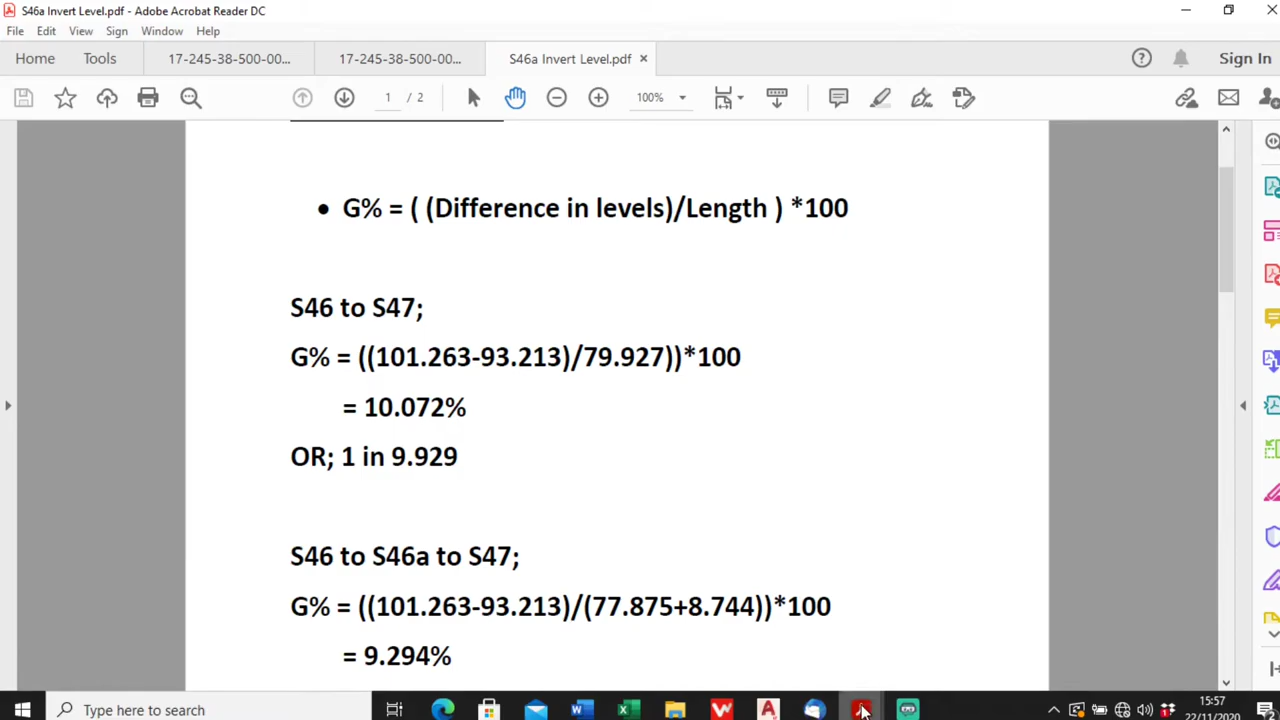 S46a Invert Level.pdf - Adobe Acrobat Reader DC
File Edit View Sign Window Help
Home Tools 17-245-38-500-00... 17-245-38-500-00... S46a Invert Level.pdf × Sign In
1 / 2 100%
• G% = ( (Difference in levels)/Length ) *100
S46 to S47;
G% = ((101.263-93.213)/79.927))*100
= 10.072%
OR; 1 in 9.929
S46 to S46a to S47;
G% = ((101.263-93.213)/(77.875+8.744))*100
= 9.294%
Type here to search
15:57
22/11/2020